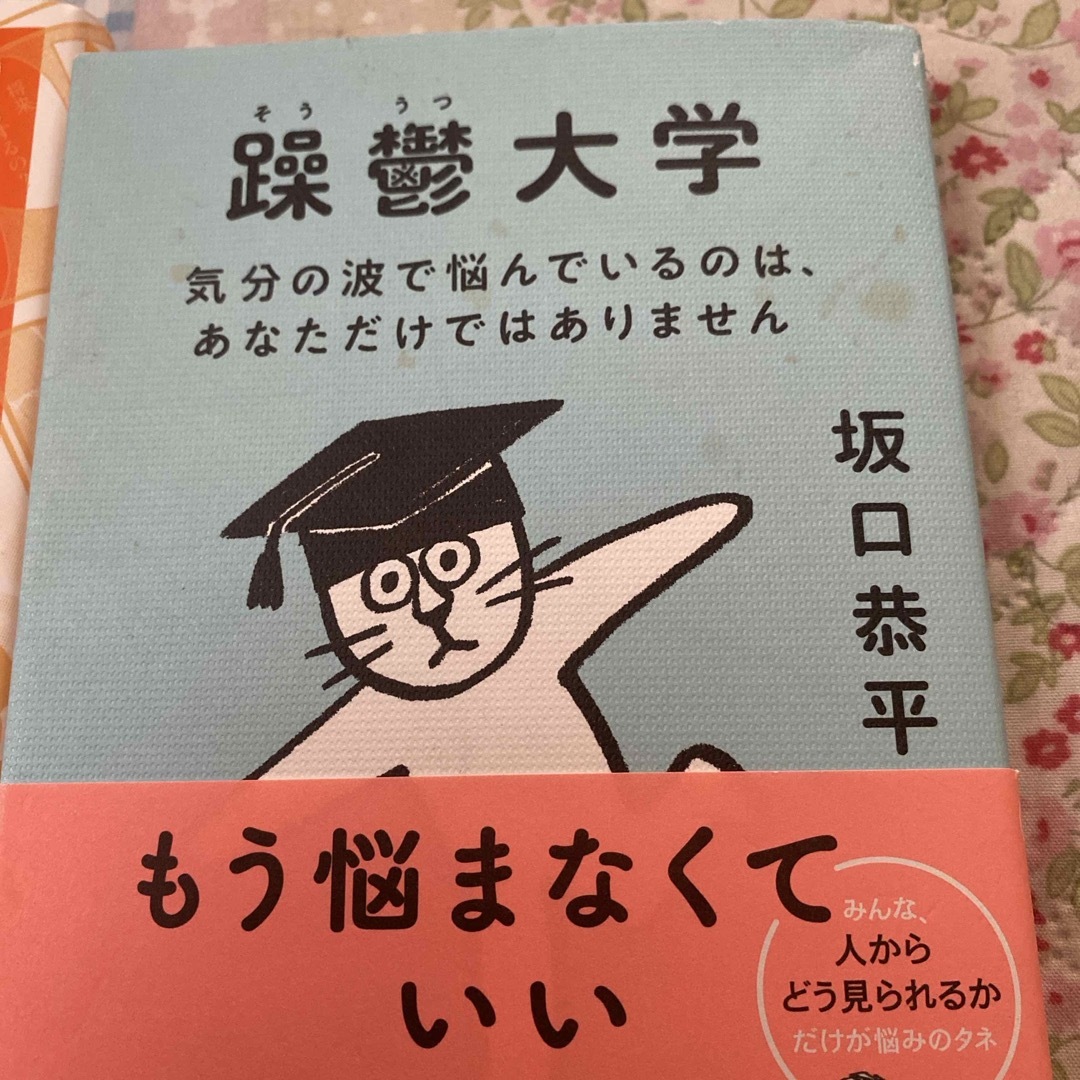 そう うつ
躁鬱大学
気分の波で悩んでいるのは、
あなただけではありません
坂口恭平
もう悩まなくて
いい
みんな、
人から
どう見られるか
だけが悩みのタネ